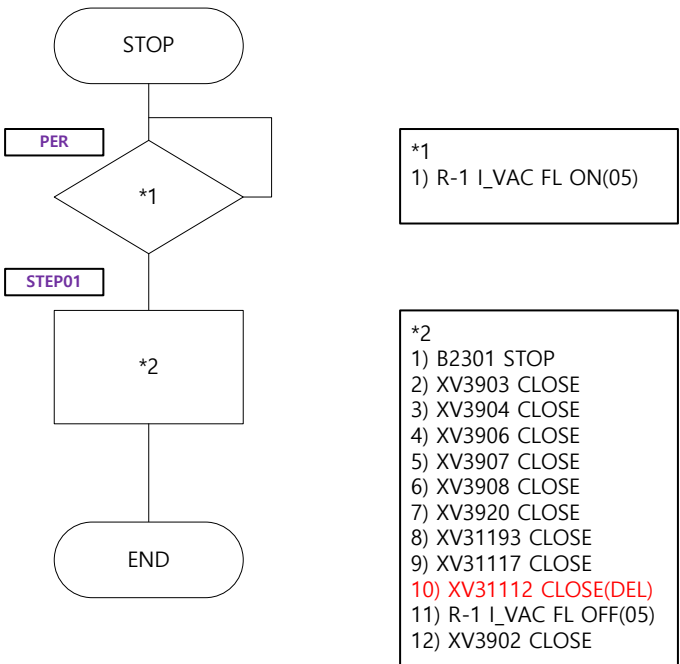 STOP
PER
*1
STEP01
*2
END
*1
1) R-1 I_VAC FL ON(05)
*2
1) B2301 STOP
2) XV3903 CLOSE
3) XV3904 CLOSE
4) XV3906 CLOSE
5) XV3907 CLOSE
6) XV3908 CLOSE
7) XV3920 CLOSE
8) XV31193 CLOSE
9) XV31117 CLOSE
10) XV31112 CLOSE(DEL)
11) R-1 I_VAC FL OFF(05)
12) XV3902 CLOSE